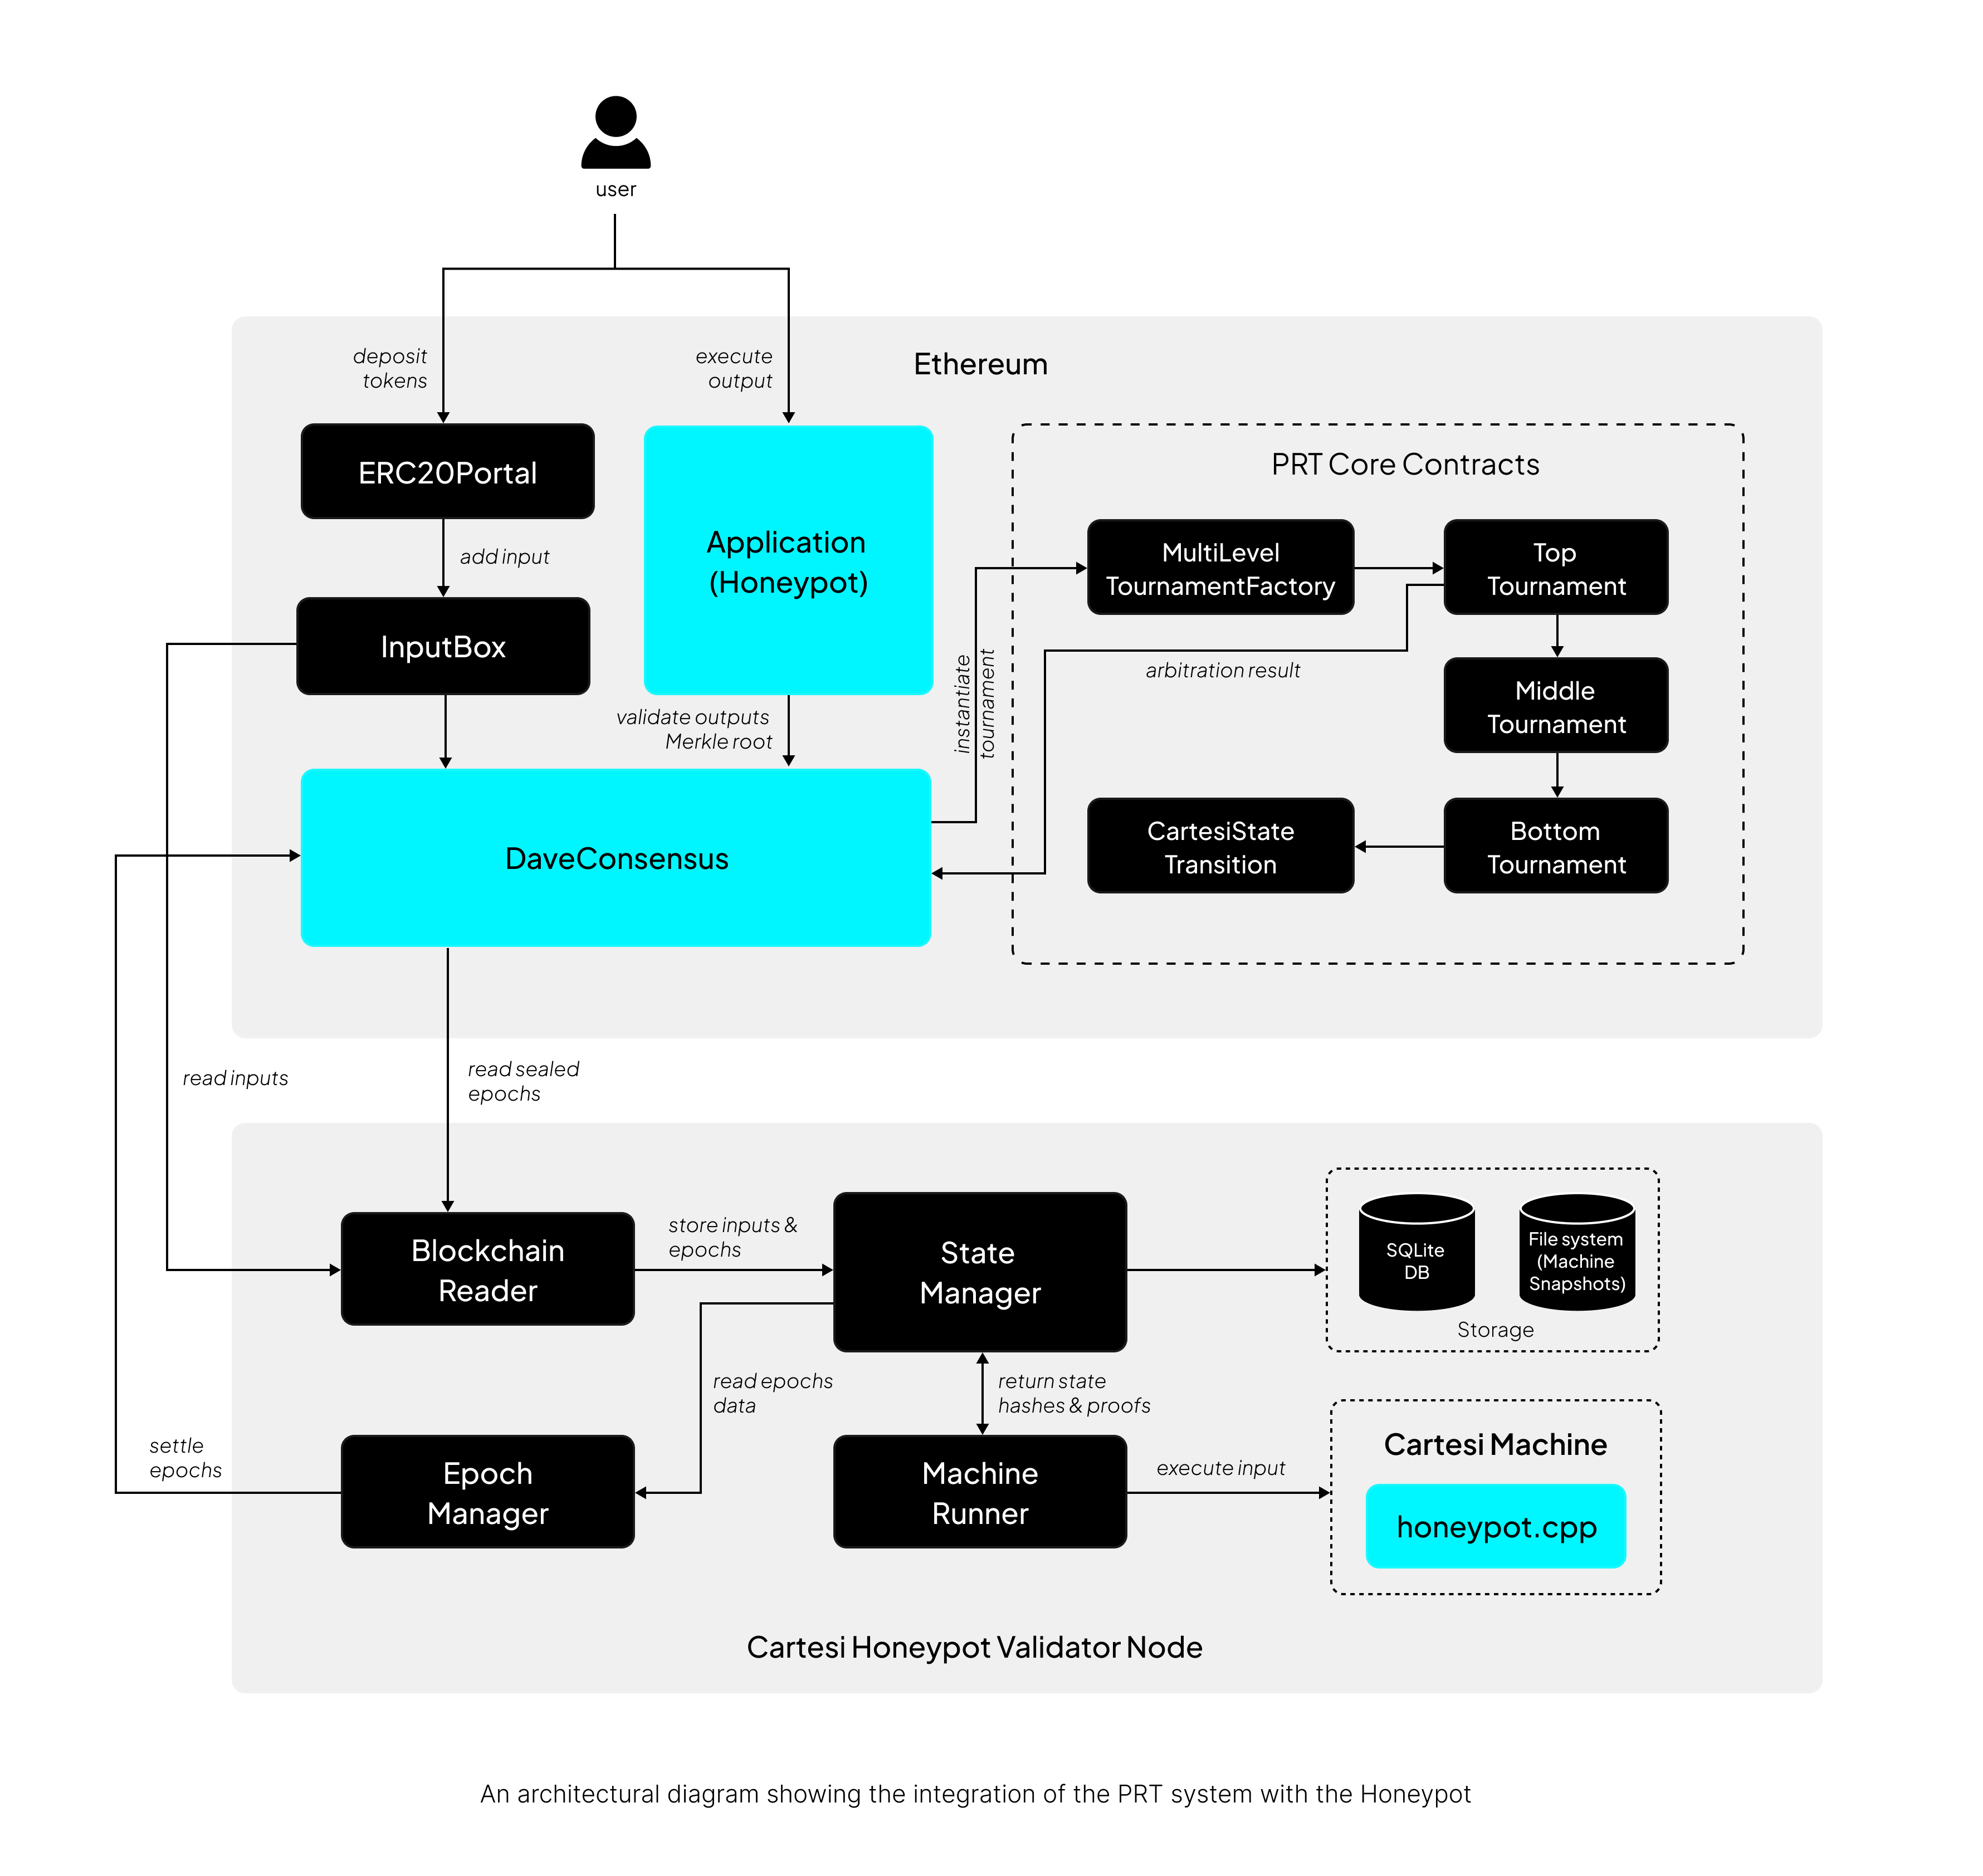 user
deposit
tokens
execute
output
Ethereum
ERC20Portal
Application
(Honeypot)
PRT Core Contracts
add input
MultiLevel
TournamentFactory
Top
Tournament
InputBox
instantiate
tournament
arbitration result
Middle
Tournament
validate outputs
Merkle root
DaveConsensus
CartesiState
Transition
Bottom
Tournament
read inputs
read sealed
epochs
Blockchain
Reader
store inputs &
epochs
State
Manager
SQLite
DB
File system
(Machine
Snapshots)
Storage
read epochs
data
return state
hashes & proofs
settle
epochs
Epoch
Manager
Machine
Runner
execute input
Cartesi Machine
honeypot.cpp
Cartesi Honeypot Validator Node
An architectural diagram showing the integration of the PRT system with the Honeypot